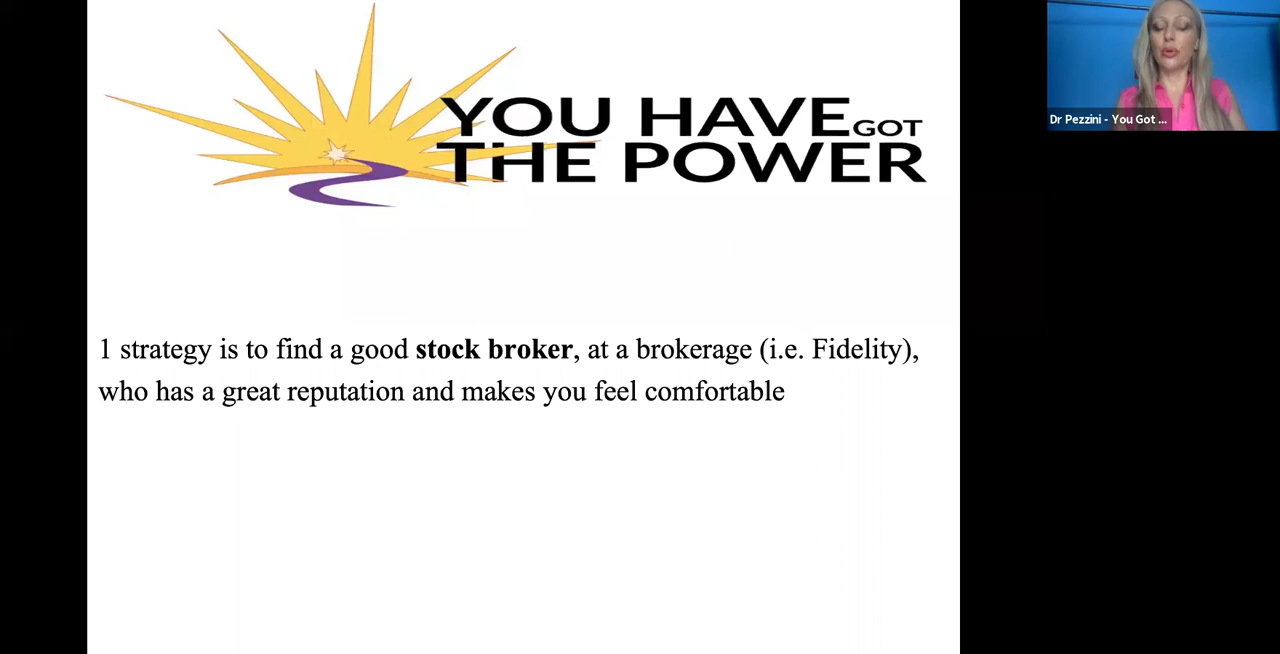 YOU HAVE GOT
THE POWER
Dr Pezzini - You Got ...
1 strategy is to find a good stock broker, at a brokerage (i.e. Fidelity),
who has a great reputation and makes you feel comfortable